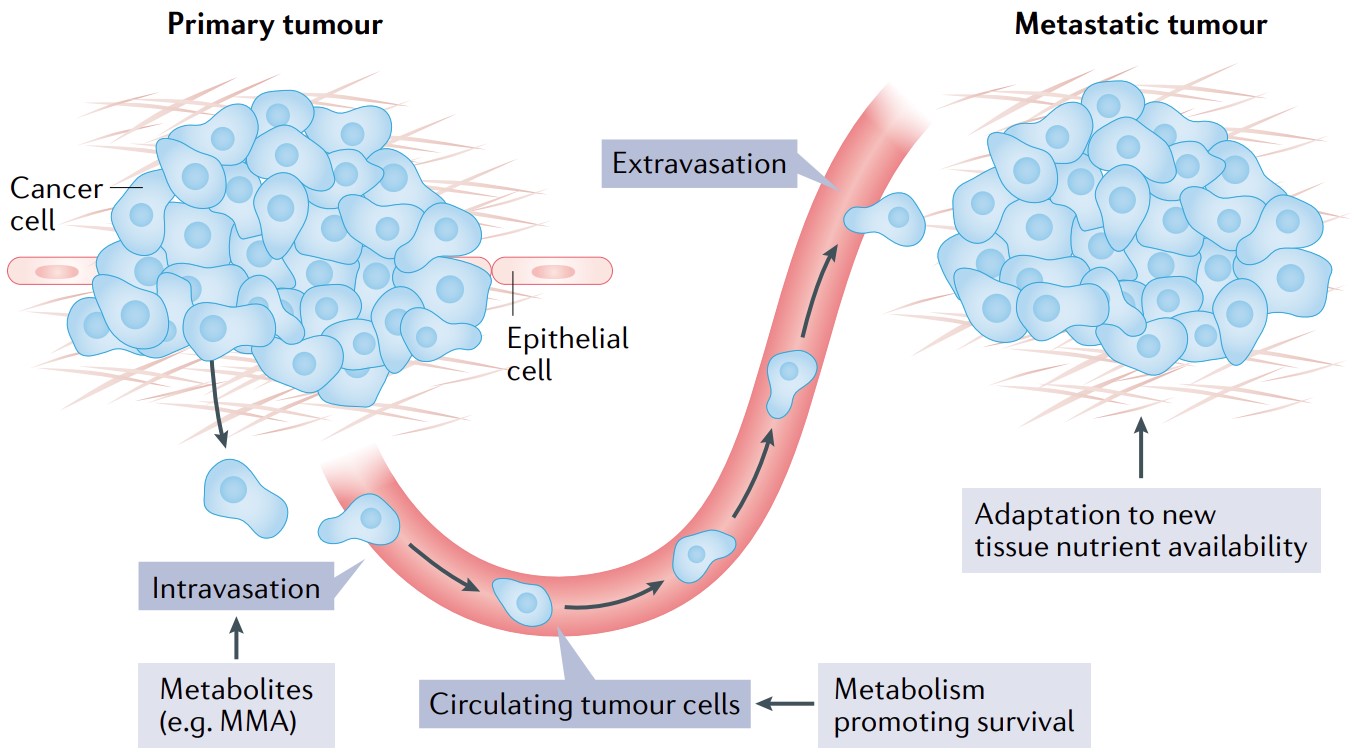 Primary tumour
Metastatic tumour
Extravasation
Cancer
cell
Epithelial
cell
Adaptation to new
tissue nutrient availability
Intravasation
Metabolites
(e.g. MMA)
Circulating tumour cells
Metabolism
promoting survival